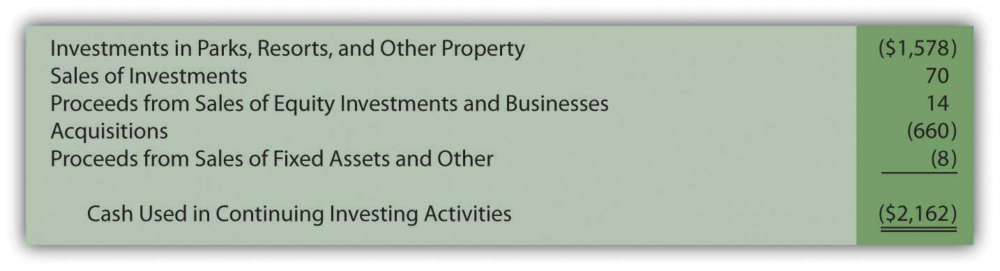 Investments in Parks, Resorts, and Other Property ($1,578)
Sales of Investments 70
Proceeds from Sales of Equity Investments and Businesses 14
Acquisitions (660)
Proceeds from Sales of Fixed Assets and Other (8)
Cash Used in Continuing Investing Activities ($2,162)